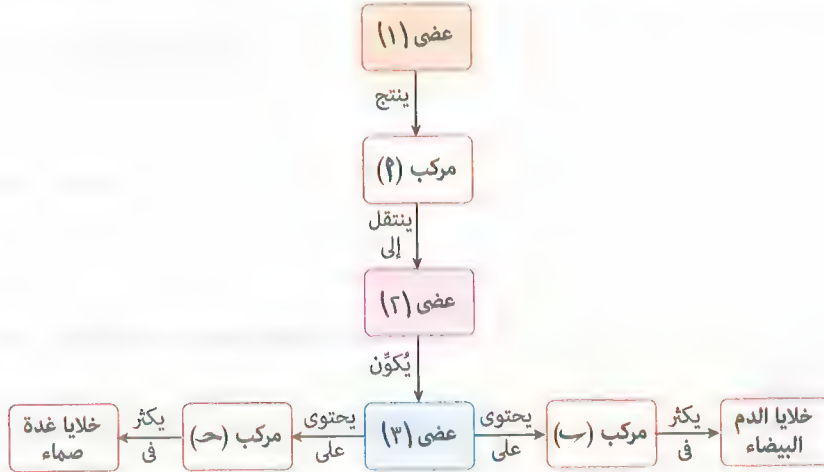 عضى (١)
ينتج
مركب (أ)
ينتقل
إلى
عضى (٢)
يُكوِّن
خلايا الدم
البيضاء
يكثر
فى
مركب (ب)
يحتوى
على
عضى (٣)
يحتوى
على
مركب (حـ)
يكثر
فى
خلايا غدة
صماء